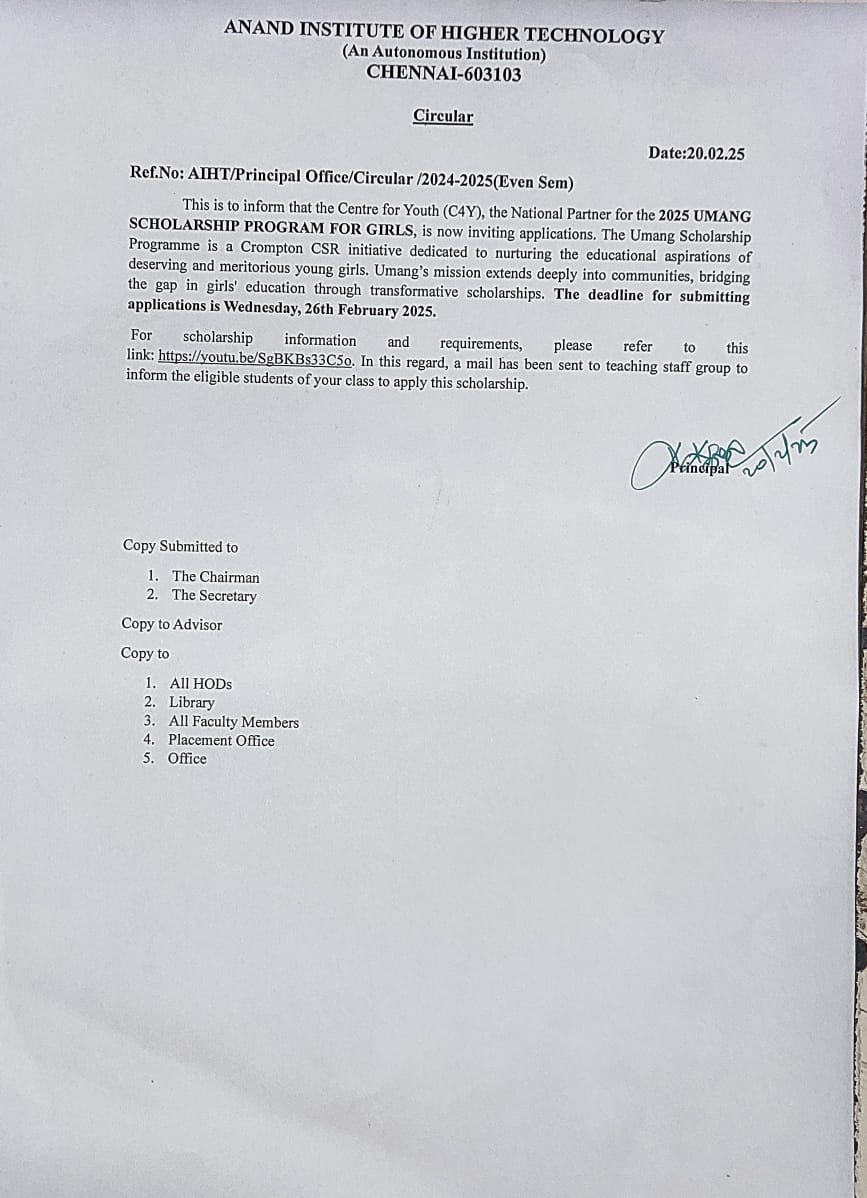 ANAND INSTITUTE OF HIGHER TECHNOLOGY
(An Autonomous Institution)
CHENNAI-603103
Circular
Date:20.02.25
Ref.No: AIHT/Principal Office/Circular /2024-2025(Even Sem)
This is to inform that the Centre for Youth (C4Y), the National Partner for the 2025 UMANG
SCHOLARSHIP PROGRAM FOR GIRLS, is now inviting applications. The Umang Scholarship
Programme is a Crompton CSR initiative dedicated to nurturing the educational aspirations of
deserving and meritorious young girls. Umang's mission extends deeply into communities, bridging
the gap in girls' education through transformative scholarships. The deadline for submitting
applications is Wednesday, 26th February 2025.
For scholarship information and requirements, please refer to this
link: https://youtu.be/SgBKBs33C5o. In this regard, a mail has been sent to teaching staff group to
inform the eligible students of your class to apply this scholarship.
Principal 20/2/25
Copy Submitted to
1. The Chairman
2. The Secretary
Copy to Advisor
Copy to
1. All HODs
2. Library
3. All Faculty Members
4. Placement Office
5. Office